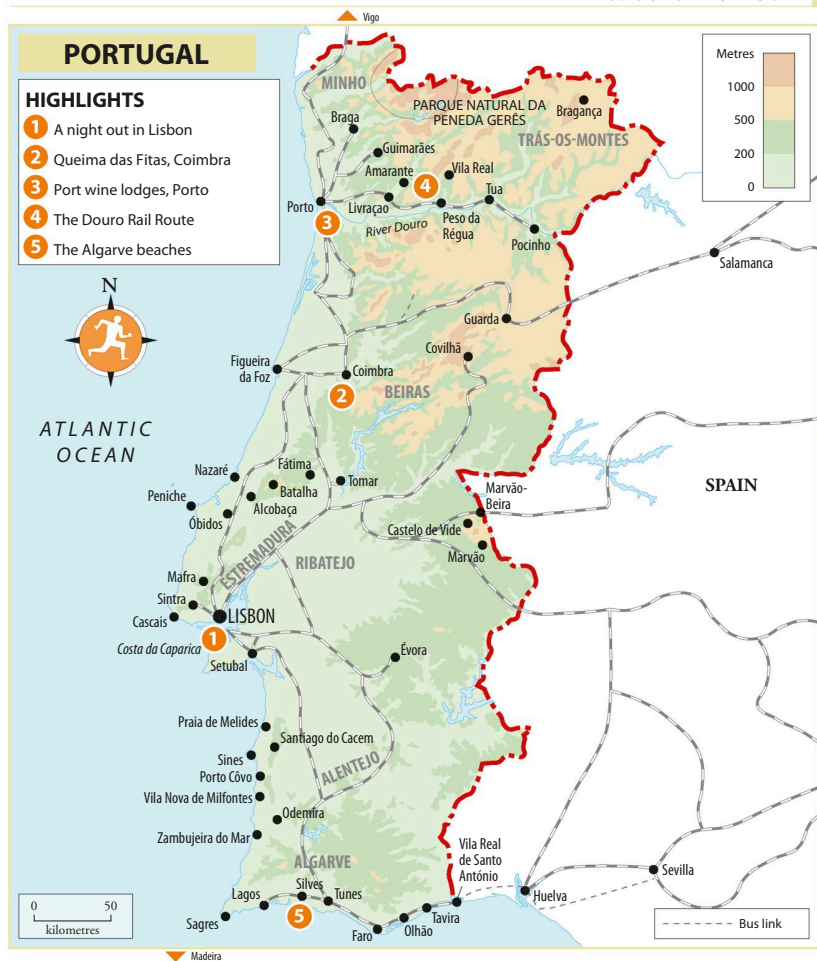 Vigo
PORTUGAL
HIGHLIGHTS
1 A night out in Lisbon
2 Queima das Fitas, Coimbra
3 Port wine lodges, Porto
4 The Douro Rail Route
5 The Algarve beaches
Metres
1000
500
200
0
MINHO
PARQUE NATURAL DA
PENEDA GERÊS
Bragança
TRÁS-OS-MONTES
Braga
Guimarães
Amarante
4
Vila Real
Tua
Porto
Livraçao
3
River Douro
Peso da
Régua
Pocinho
Salamanca
N
Guarda
Covilhã
Figueira
da Foz
Coimbra
2
BEIRAS
ATLANTIC
OCEAN
Nazaré
Fátima
Batalha
Tomar
Alcobaça
Peniche
Óbidos
Marvão-
Beira
SPAIN
Castelo de Vide
Marvão
ESTREMADURA
RIBATEJO
Mafra
Sintra
Cascais
LISBON
Costa da Caparica
1
Setubal
Évora
Praia de Melides
Santiago do Cacem
Sines
Porto Côvo
ALENTEJO
Vila Nova de Milfontes
Odemira
Zambujeira do Mar
ALGARVE
Vila Real
de Santo
António
Sevilla
Huelva
Lagos
Silves
Tunes
5
Sagres
Faro
Olhão
Tavira
0 50
kilometres
Bus link
Madeira